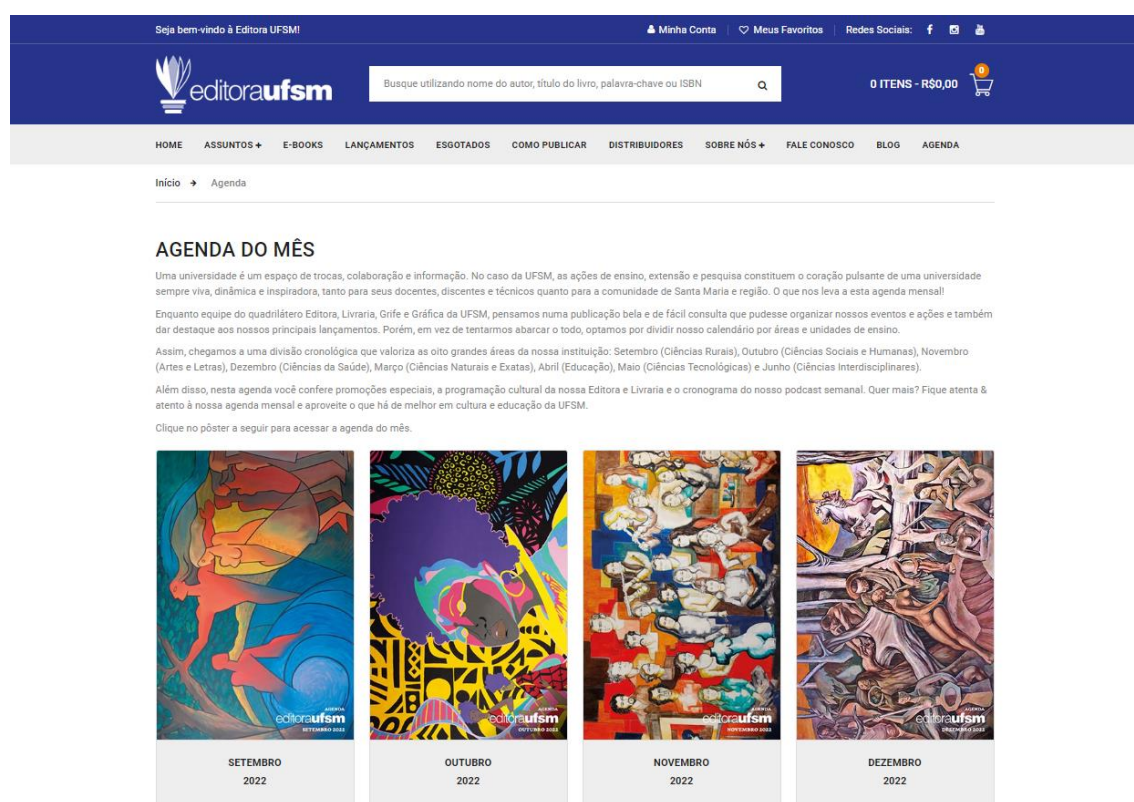 Seja bem-vindo à Editora UFSM!
Minha Conta
Meus Favoritos
Redes Sociais:
editoraufsm
Busque utilizando nome do autor, título do livro, palavra-chave ou ISBN
0 ITENS - R$0,00
0
HOME ASSUNTOS + E-BOOKS LANÇAMENTOS ESGOTADOS COMO PUBLICAR DISTRIBUIDORES SOBRE NÓS + FALE CONOSCO BLOG AGENDA
Início → Agenda
AGENDA DO MÊS
Uma universidade é um espaço de trocas, colaboração e informação. No caso da UFSM, as ações de ensino, extensão e pesquisa constituem o coração pulsante de uma universidade
sempre viva, dinâmica e inspiradora, tanto para seus docentes, discentes e técnicos quanto para a comunidade de Santa Maria e região. O que nos leva a esta agenda mensal!
Enquanto equipe do quadrilátero Editora, Livraria, Grife e Gráfica da UFSM, pensamos numa publicação bela e de fácil consulta que pudesse organizar nossos eventos e ações e também
dar destaque aos nossos principais lançamentos. Porém, em vez de tentarmos abarcar o todo, optamos por dividir nosso calendário por áreas e unidades de ensino.
Assim, chegamos a uma divisão cronológica que valoriza as oito grandes áreas da nossa instituição: Setembro (Ciências Rurais), Outubro (Ciências Sociais e Humanas), Novembro
(Artes e Letras), Dezembro (Ciências da Saúde), Março (Ciências Naturais e Exatas), Abril (Educação), Maio (Ciências Tecnológicas) e Junho (Ciências Interdisciplinares).
Além disso, nesta agenda você confere promoções especiais, a programação cultural da nossa Editora e Livraria e o cronograma do nosso podcast semanal. Quer mais? Fique atenta &
atento à nossa agenda mensal e aproveite o que há de melhor em cultura e educação da UFSM.
Clique no pôster a seguir para acessar a agenda do mês.
AGENDA
editoraufsm
SETEMBRO 2022
AGENDA
editoraufsm
OUTUBRO 2022
AGENDA
editoraufsm
NOVEMBRO 2022
AGENDA
editoraufsm
DEZEMBRO 2022
SETEMBRO
2022
OUTUBRO
2022
NOVEMBRO
2022
DEZEMBRO
2022